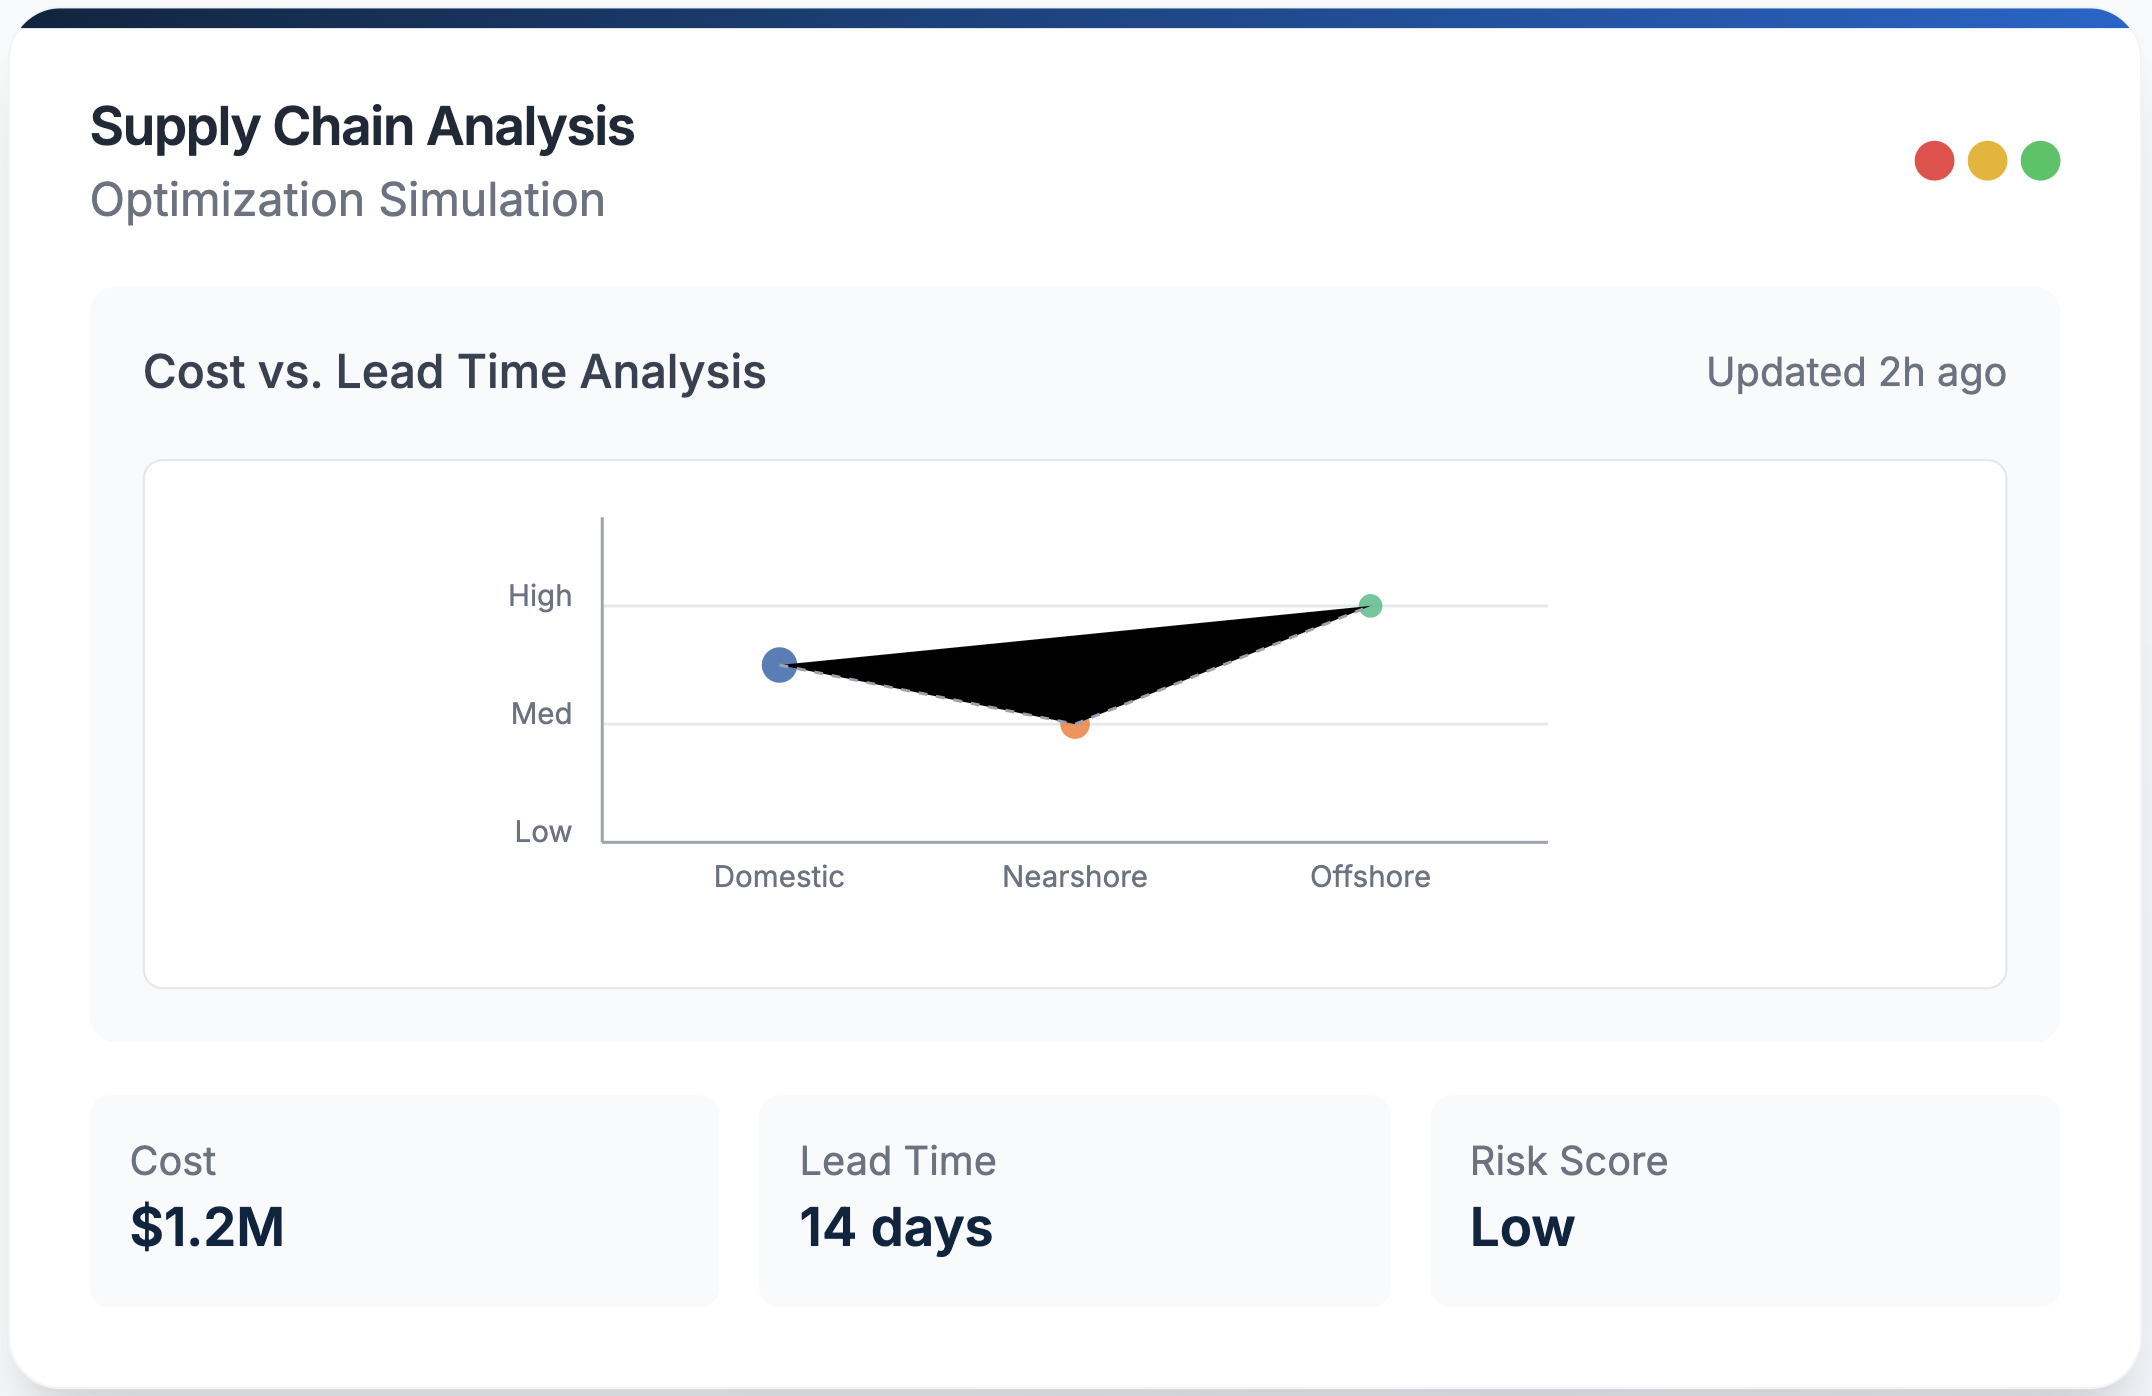 Supply Chain Analysis
Optimization Simulation
Cost vs. Lead Time Analysis
Updated 2h ago
High
Med
Low
Domestic
Nearshore
Offshore
Cost
$1.2M
Lead Time
14 days
Risk Score
Low